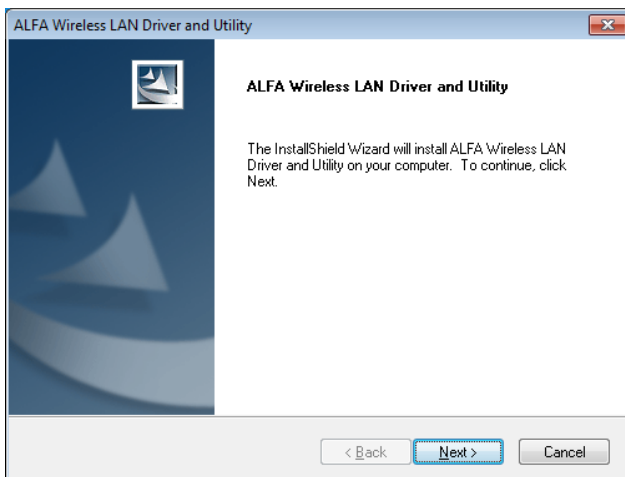 ALFA Wireless LAN Driver and Utility
ALFA Wireless LAN Driver and Utility
The InstallShield Wizard will install ALFA Wireless LAN
Driver and Utility on your computer. To continue, click
Next.
< Back Next > Cancel